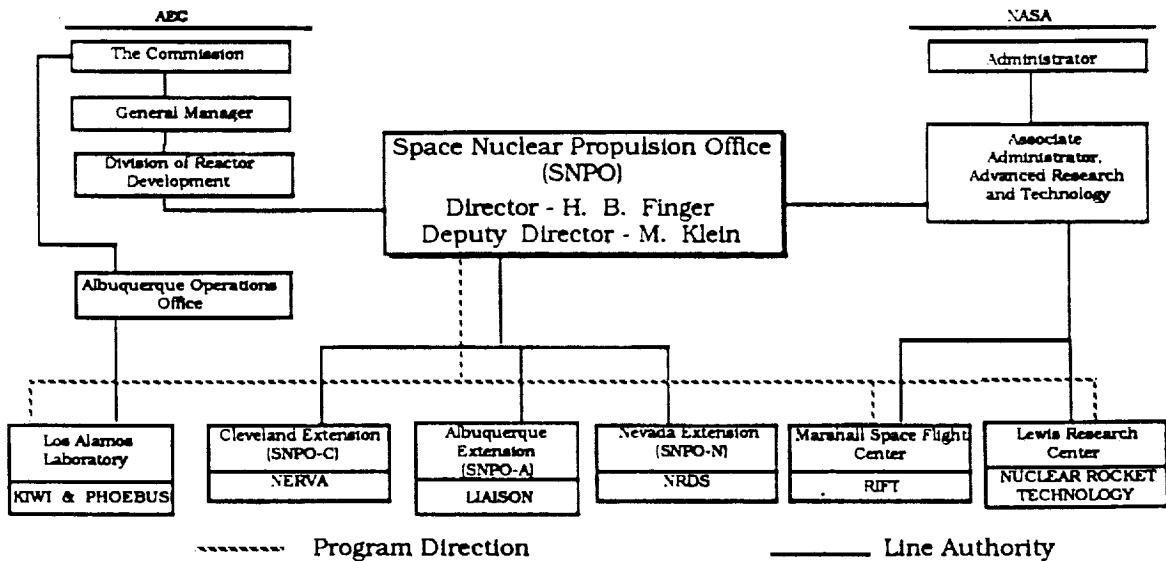 AEC
NASA
The Commission
Administrator
General Manager
Division of Reactor
Development
Space Nuclear Propulsion Office
(SNPO)
Director - H. B. Finger
Deputy Director - M. Klein
Associate
Administrator,
Advanced Research
and Technology
Albuquerque Operations
Office
Los Alamos
Laboratory
KIWI & PHOEBUS
Cleveland Extension
(SNPO-C)
NERVA
Albuquerque
Extension
(SNPO-A)
LIAISON
Nevada Extension
(SNPO-N)
NRDS
Marshall Space Flight
Center
RIFT
Lewis Research
Center
NUCLEAR ROCKET
TECHNOLOGY
Program Direction
Line Authority